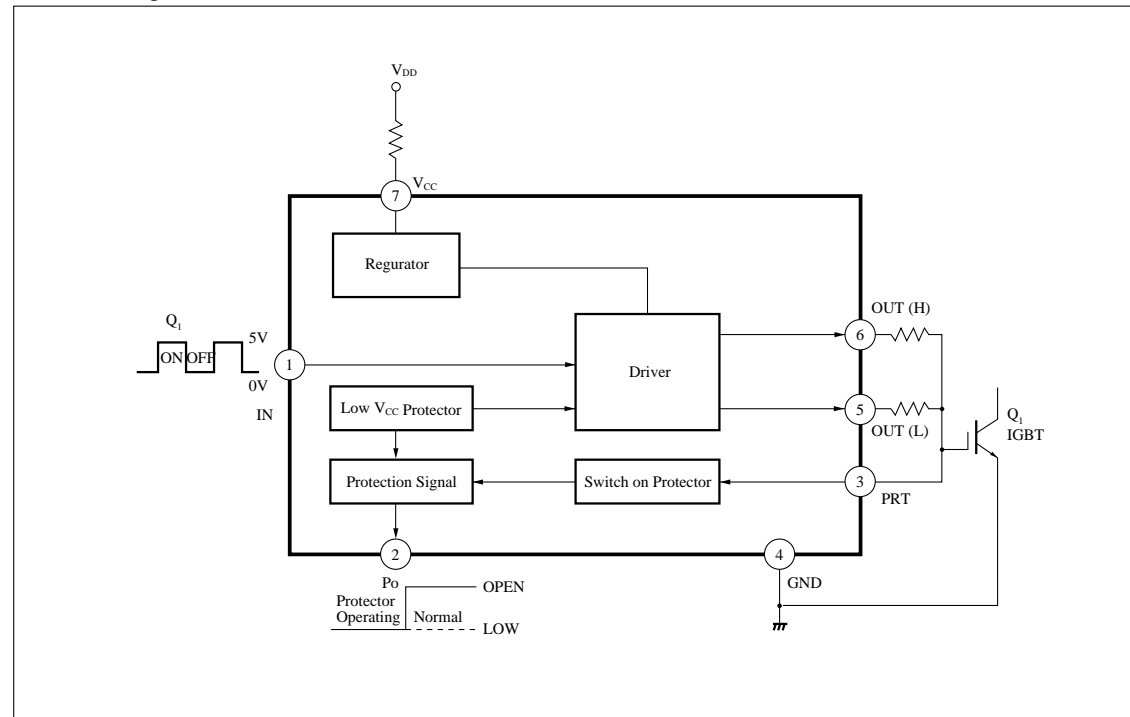 VDD
7
VCC
Regurator
Q1
ON OFF
5V
0V
1
IN
Driver
6
OUT (H)
5
OUT (L)
Q1
IGBT
Low VCC Protector
Protection Signal
Switch on Protector
3
PRT
2
Po
4
GND
Protector
Operating
Normal
OPEN
LOW